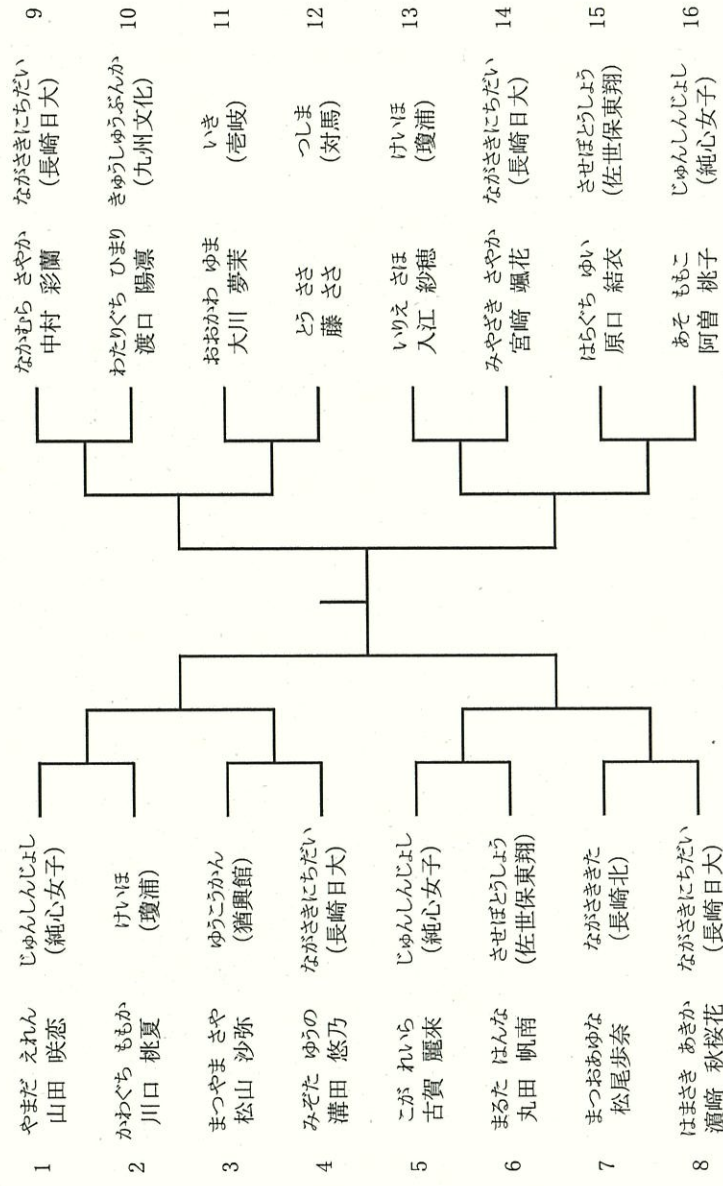 1 やまだ えれん じゅんしんじょし
山田 咲恋 (純心女子)
2 かわぐち ももか けいほ
川口 桃夏 (瓊浦)
3 まつやま さや ゆうこうかん
松山 沙弥 (猶興館)
4 みぞた ゆうの ながさきにちだい
溝田 悠乃 (長崎日大)
5 こが れいら じゅんしんじょし
古賀 麗來 (純心女子)
6 まるた はんな させぼとうしょう
丸田 帆南 (佐世保東翔)
7 まつおあゆな ながさききた
松尾歩奈 (長崎北)
8 はまさき あきか ながさきにちだい
濵﨑 秋桜花 (長崎日大)
なかむら さやか ながさきにちだい 9
中村 彩蘭 (長崎日大)
わたりぐち ひまり きゅうしゅうぶんか 10
渡口 陽凛 (九州文化)
おおかわ ゆま いき 11
大川 夢茉 (壱岐)
とう ささ つしま 12
藤 ささ (対馬)
いりえ さほ けいほ 13
入江 紗穂 (瓊浦)
みやざき さやか ながさきにちだい 14
宮﨑 颯花 (長崎日大)
はらぐち ゆい させぼとうしょう 15
原口 結衣 (佐世保東翔)
あそ ももこ じゅんしんじょし 16
阿曽 桃子 (純心女子)